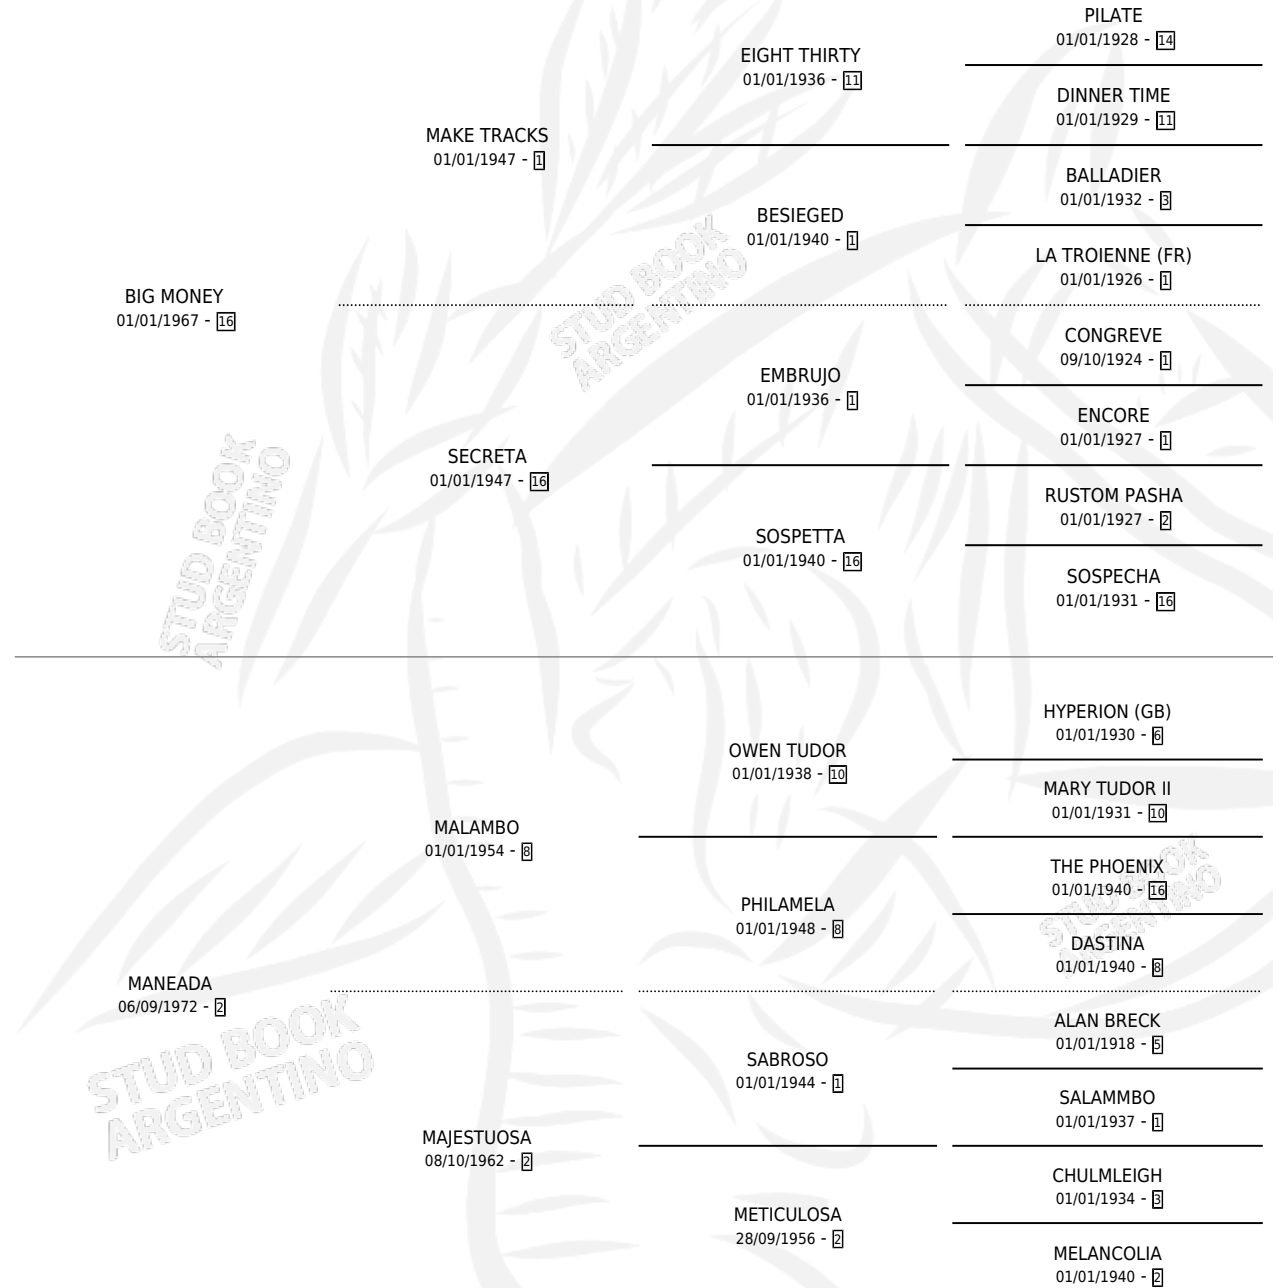 PILATE
01/01/1928 - 14
EIGHT THIRTY
01/01/1936 - 11
DINNER TIME
01/01/1929 - 11
MAKE TRACKS
01/01/1947 - 1
BALLADIER
01/01/1932 - 3
BESIEGED
01/01/1940 - 1
LA TROIENNE (FR)
01/01/1926 - 1
BIG MONEY
01/01/1967 - 16
CONGREVE
09/10/1924 - 1
EMBRUJO
01/01/1936 - 1
ENCORE
01/01/1927 - 1
SECRETA
01/01/1947 - 16
RUSTOM PASHA
01/01/1927 - 2
SOSPETTA
01/01/1940 - 16
SOSPECHA
01/01/1931 - 16
STUD BOOK
ARGENTINO
STUD BOOK
ARGENTINO
HYPERION (GB)
01/01/1930 - 6
OWEN TUDOR
01/01/1938 - 10
MARY TUDOR II
01/01/1931 - 10
MALAMBO
01/01/1954 - 8
THE PHOENIX
01/01/1940 - 16
PHILAMELA
01/01/1948 - 8
DASTINA
01/01/1940 - 8
MANEADA
06/09/1972 - 2
ALAN BRECK
01/01/1918 - 5
SABROSO
01/01/1944 - 1
SALAMMBO
01/01/1937 - 1
MAJESTUOSA
08/10/1962 - 2
CHULMLEIGH
01/01/1934 - 3
METICULOSA
28/09/1956 - 2
MELANCOLIA
01/01/1940 - 2
STUD BOOK
ARGENTINO
STUD BOOK
ARGENTINO